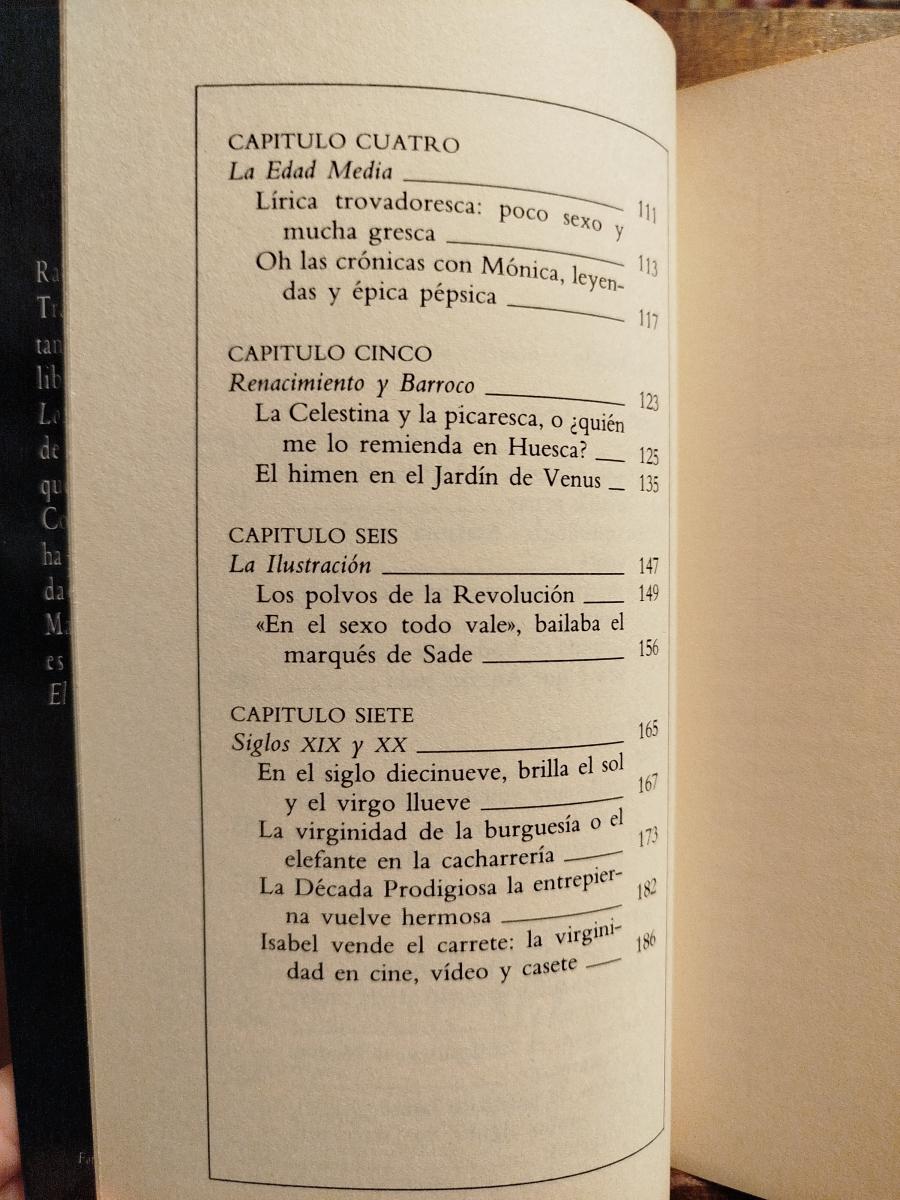 CAPITULO CUATRO
La Edad Media 111
Lírica trovadoresca: poco sexo y
mucha gresca 113
Oh las crónicas con Mónica, leyen-
das y épica pépsica 117
CAPITULO CINCO
Renacimiento y Barroco 123
La Celestina y la picaresca, o ¿quién
me lo remienda en Huesca? 125
El himen en el Jardín de Venus 135
CAPITULO SEIS
La Ilustración 147
Los polvos de la Revolución 149
«En el sexo todo vale», bailaba el
marqués de Sade 156
CAPITULO SIETE
Siglos XIX y XX 165
En el siglo diecinueve, brilla el sol
y el virgo llueve 167
La virginidad de la burguesía o el
elefante en la cacharrería 173
La Década Prodigiosa la entrepier-
na vuelve hermosa 182
Isabel vende el carrete: la virgini-
dad en cine, vídeo y casete 186